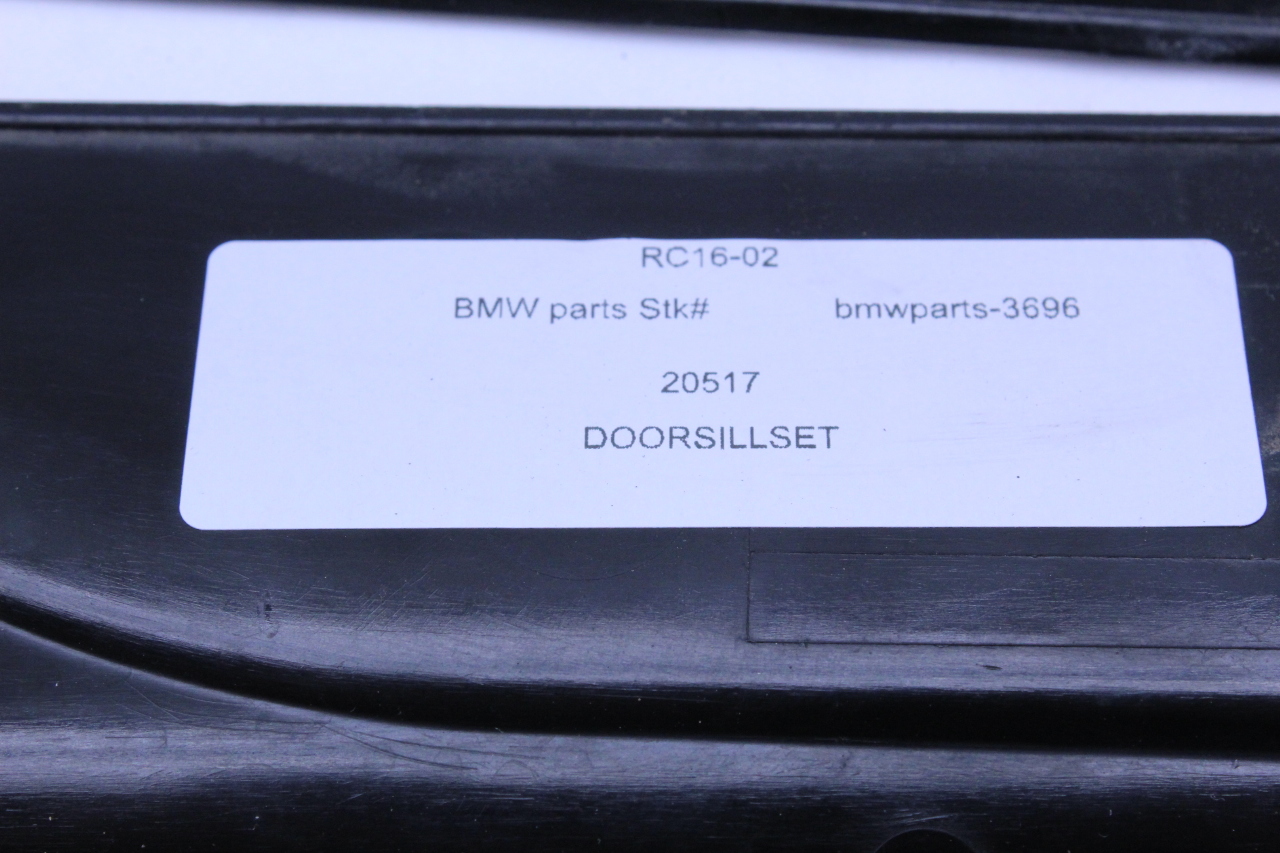 RC16-02
BMW parts Stk# bmwparts-3696
20517
DOORSILLSET